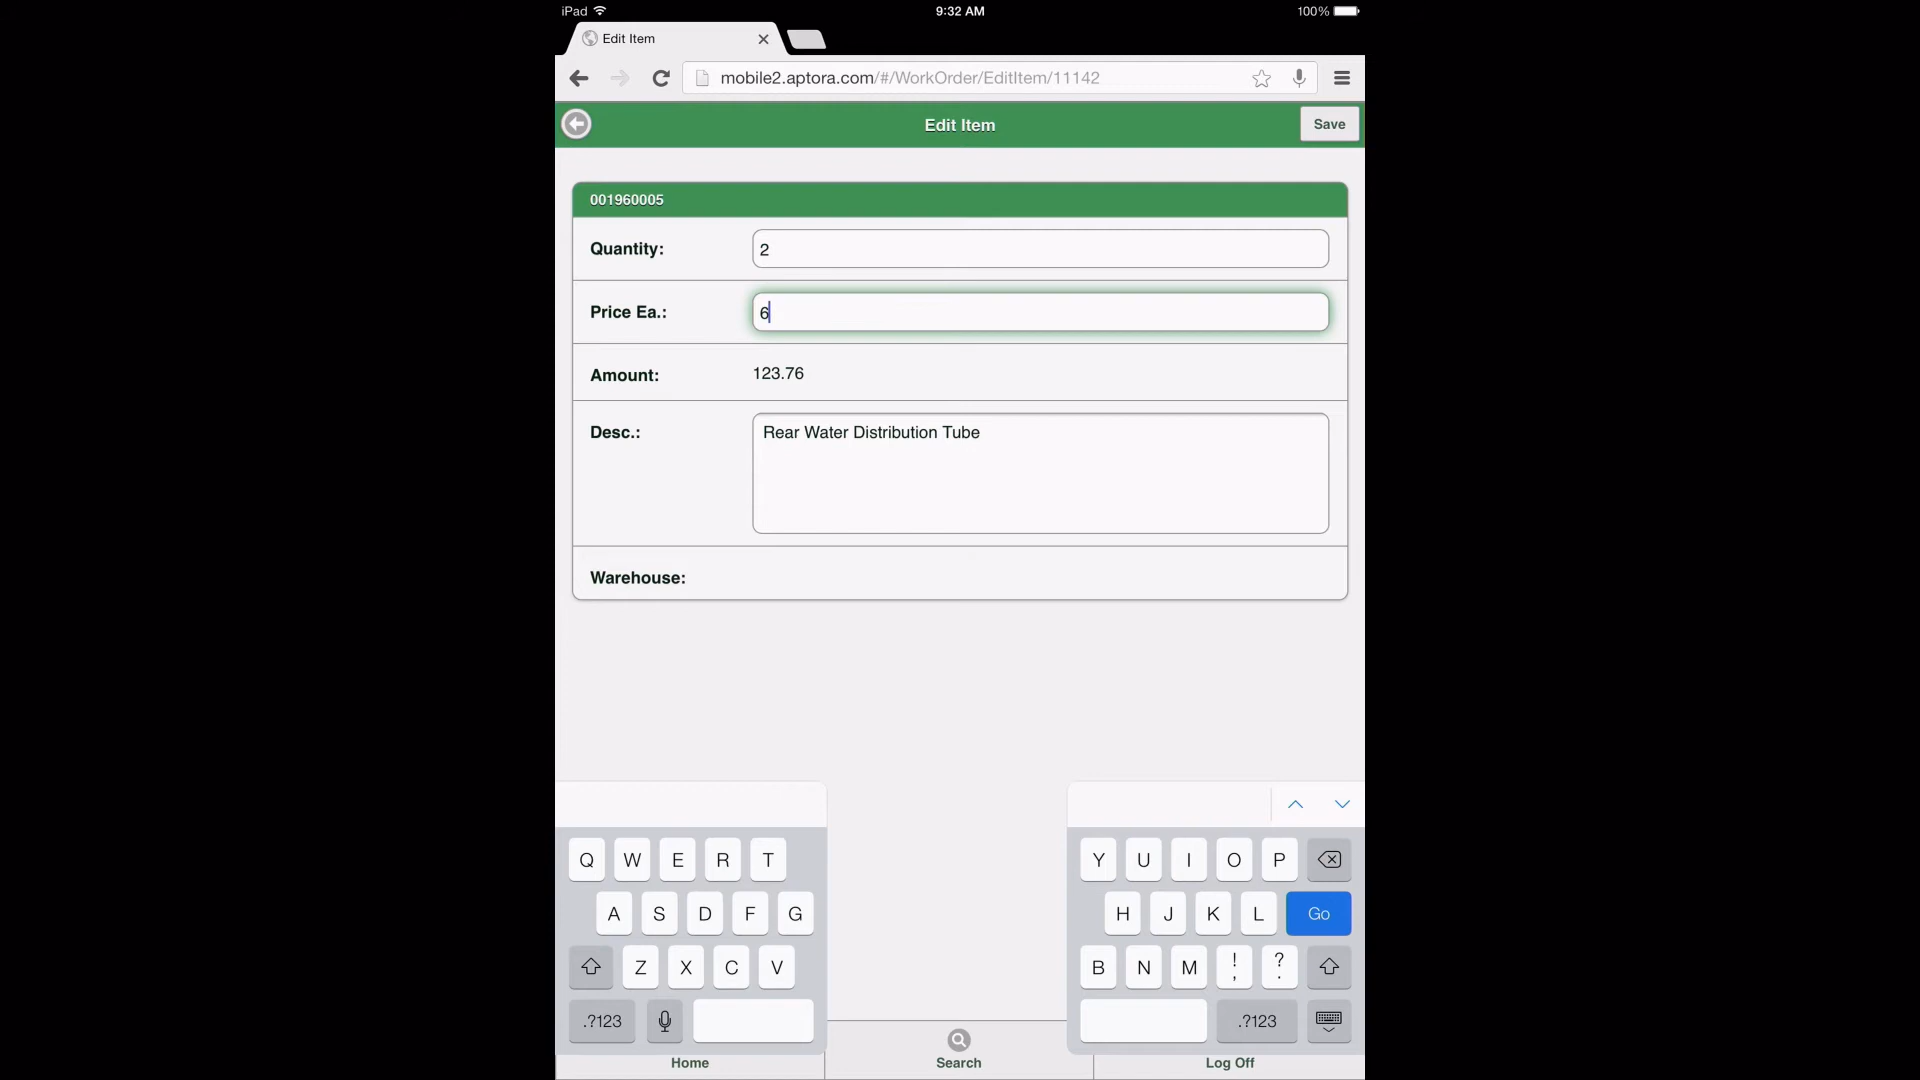 iPad 9:32 AM 100%
Edit Item
mobile2.aptora.com/#/WorkOrder/EditItem/11142
Edit Item Save
001960005
Quantity: 2
Price Ea.: 6
Amount: 123.76
Desc.: Rear Water Distribution Tube
Warehouse:
Q W E R T Y U I O P
A S D F G H J K L Go
Z X C V B N M ! , ? .
.?123 .?123
Home Search Log Off